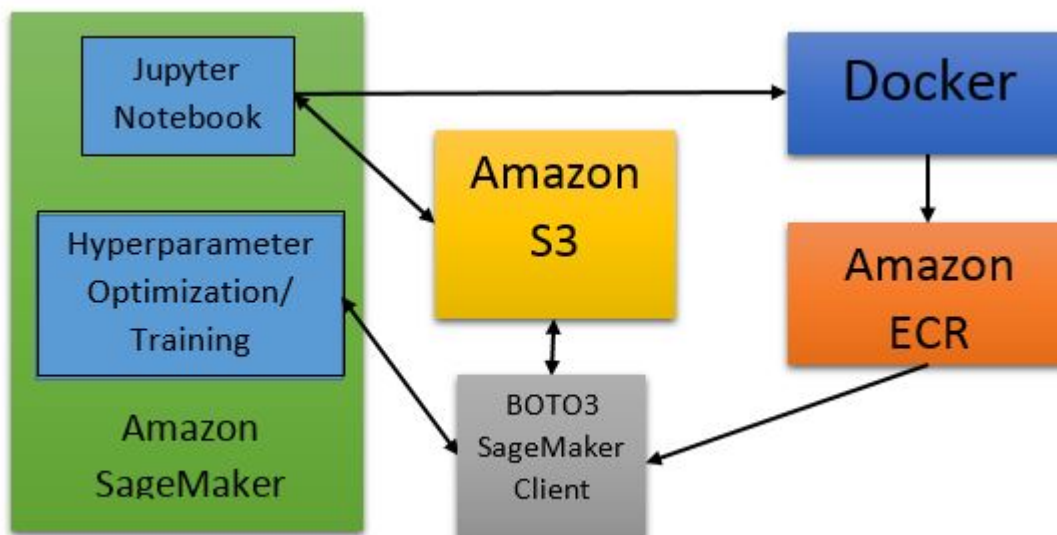 Jupyter
Notebook
Docker
Amazon
S3
Hyperparameter
Optimization/
Training
Amazon
ECR
BOTO3
SageMaker
Client
Amazon
SageMaker